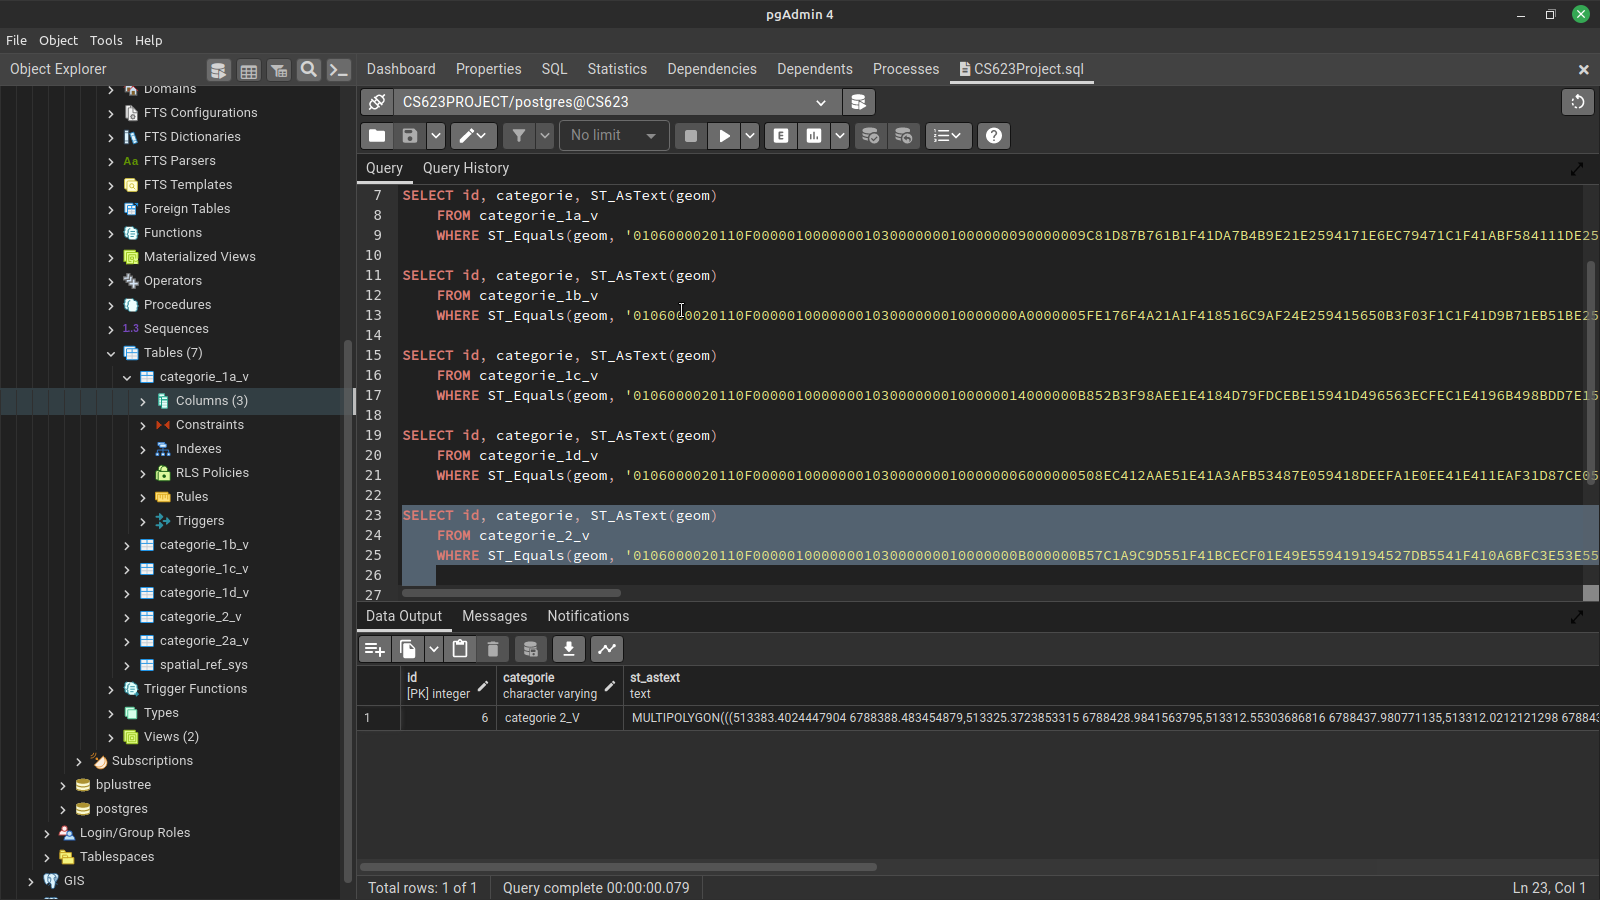 pgAdmin 4
File Object Tools Help
Object Explorer
Dashboard Properties SQL Statistics Dependencies Dependents Processes CS623Project.sql
CS623PROJECT/postgres@CS623
No limit
E
Query Query History
Domains
FTS Configurations
FTS Dictionaries
Aa FTS Parsers
FTS Templates
Foreign Tables
Functions
Materialized Views
Operators
Procedures
1.3 Sequences
Tables (7)
categorie_1a_v
Columns (3)
Constraints
Indexes
RLS Policies
Rules
Triggers
categorie_1b_v
categorie_1c_v
categorie_1d_v
categorie_2_v
categorie_2a_v
spatial_ref_sys
Trigger Functions
Types
Views (2)
Subscriptions
bplustree
postgres
Login/Group Roles
Tablespaces
GIS
7 SELECT id, categorie, ST_AsText(geom)
8 FROM categorie_1a_v
9 WHERE ST_Equals(geom, '0106000020110F000001000000010300000001000000090000009C81D87B761B1F41DA7B4B9E21E2594171E6EC79471C1F41ABF584111DE25
10
11 SELECT id, categorie, ST_AsText(geom)
12 FROM categorie_1b_v
13 WHERE ST_Equals(geom, '0106000020110F0000010000000103000000010000000A0000005FE176F4A21A1F418516C9AF24E259415650B3F03F1C1F41D9B71EB51BE25
14
15 SELECT id, categorie, ST_AsText(geom)
16 FROM categorie_1c_v
17 WHERE ST_Equals(geom, '0106000020110F00000100000001030000000100000014000000B852B3F98AEE1E4184D79FDCEBE15941D496563ECFEC1E4196B498BDD7E15
18
19 SELECT id, categorie, ST_AsText(geom)
20 FROM categorie_1d_v
21 WHERE ST_Equals(geom, '0106000020110F00000100000001030000000100000006000000508EC412AAE51E41A3AFB53487E059418DEEFA1E0EE41E411EAF31D87CE05
22
23 SELECT id, categorie, ST_AsText(geom)
24 FROM categorie_2_v
25 WHERE ST_Equals(geom, '0106000020110F0000010000000103000000010000000B000000B57C1A9C9D551F41BCECF01E49E559419194527DB5541F410A6BFC3E53E55
26
27
Data Output Messages Notifications
id categorie st_astext
[PK] integer character varying text
1 6 categorie 2_V MULTIPOLYGON(((513383.4024447904 6788388.483454879,513325.3723853315 6788428.9841563795,513312.55303686816 6788437.980771135,513312.0212121298 67884
Total rows: 1 of 1 Query complete 00:00:00.079 Ln 23, Col 1